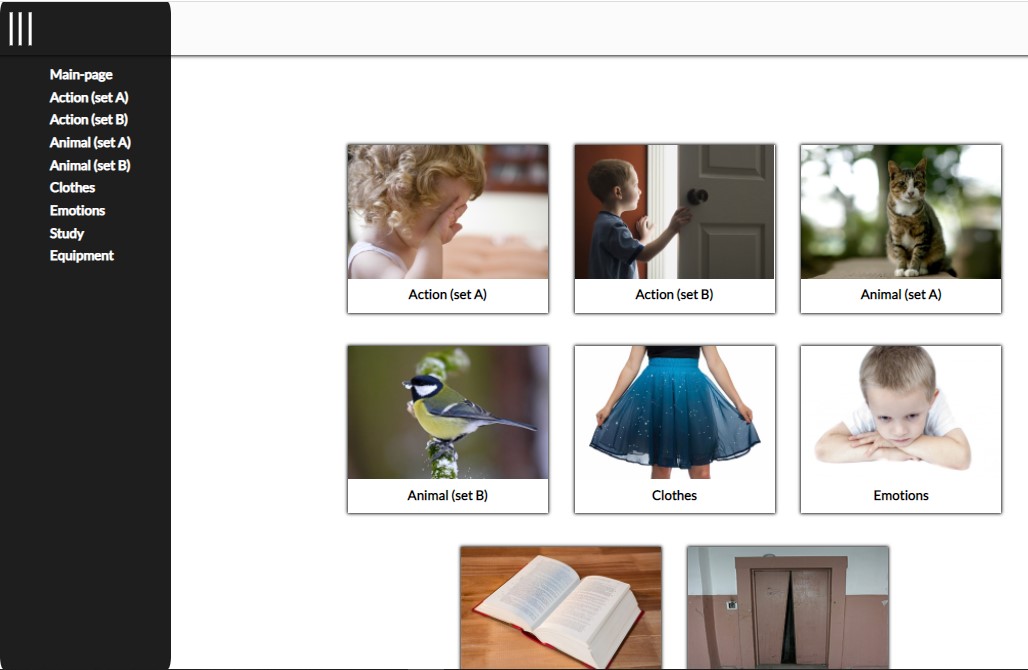 Main-page
Action (set A)
Action (set B)
Animal (set A)
Animal (set B)
Clothes
Emotions
Study
Equipment
Action (set A)
Action (set B)
Animal (set A)
Animal (set B)
Clothes
Emotions